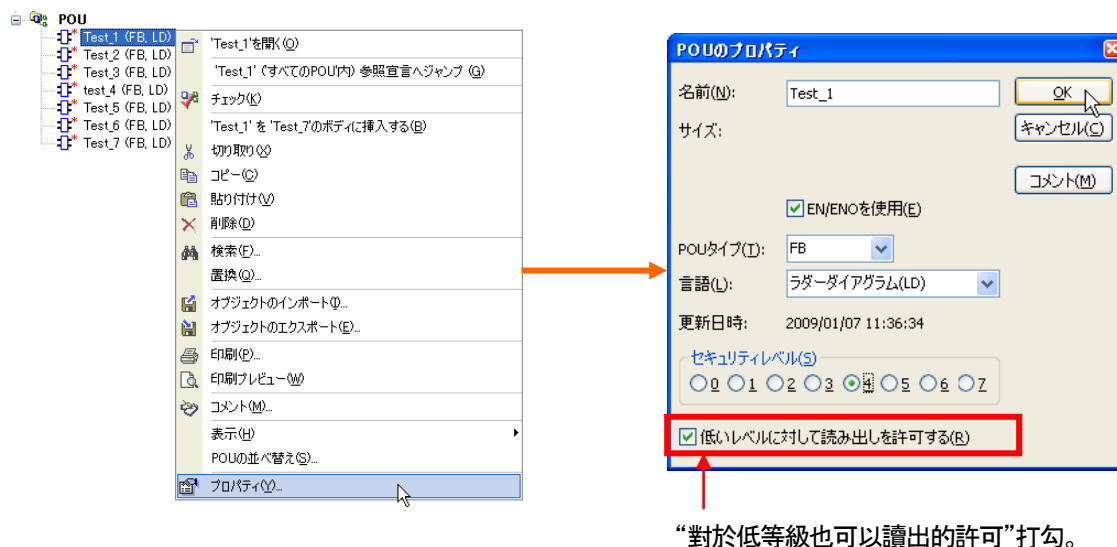 POU
Test_1 (FB, LD)
Test_2 (FB, LD)
Test_3 (FB, LD)
test_4 (FB, LD)
Test_5 (FB, LD)
Test_6 (FB, LD)
Test_7 (FB, LD)
'Test_1'を開く(O)
'Test_1' (すべてのPOU内) 参照宣言へジャンプ (G)
チェック(K)
'Test_1' を 'Test_7'のボディに挿入する(B)
切り取り(X)
コピー(C)
貼り付け(V)
削除(D)
検索(F)...
置換(Q)...
オブジェクトのインポート(I)...
オブジェクトのエクスポート(E)...
印刷(P)...
印刷プレビュー(W)
コメント(M)...
表示(H)
POUの並べ替え(S)...
プロパティ(Y)...
POUのプロパティ
名前(N):
Test_1
OK
サイズ:
キャンセル(C)
コメント(M)
EN/ENOを使用(E)
POUタイプ(T):
FB
言語(L):
ラダーダイアグラム(LD)
更新日時:
2009/01/07 11:36:34
セキュリティレベル(S)
0 1 2 3 4 5 6 7
低いレベルに対して読み出しを許可する(R)
“對於低等級也可以讀出的許可”打勾。